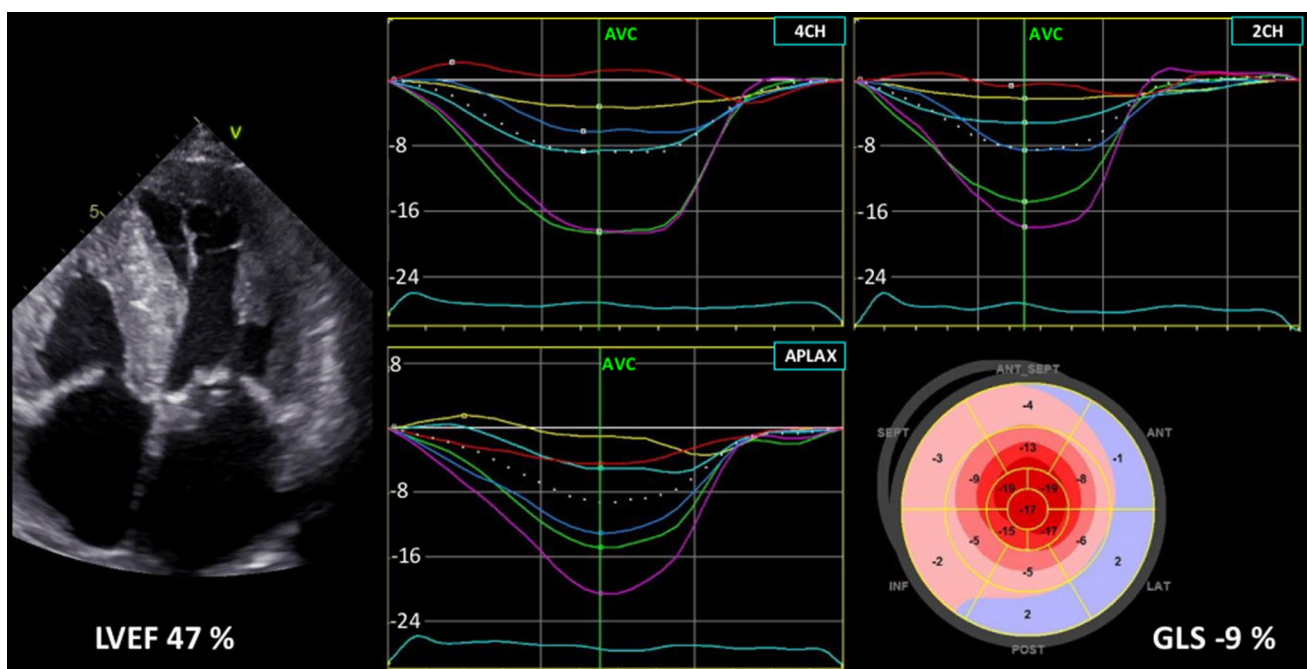 V
5
LVEF 47 %
AVC
4CH
-8
-16
-24
AVC
2CH
-8
-16
-24
AVC
APLAX
8
-8
-16
-24
ANT_SEPT
SEPT
ANT
INF
LAT
POST
-4
-3
-1
-13
-9
-8
-19
-19
-17
-15
-17
-5
-6
-2
2
-5
2
GLS -9 %